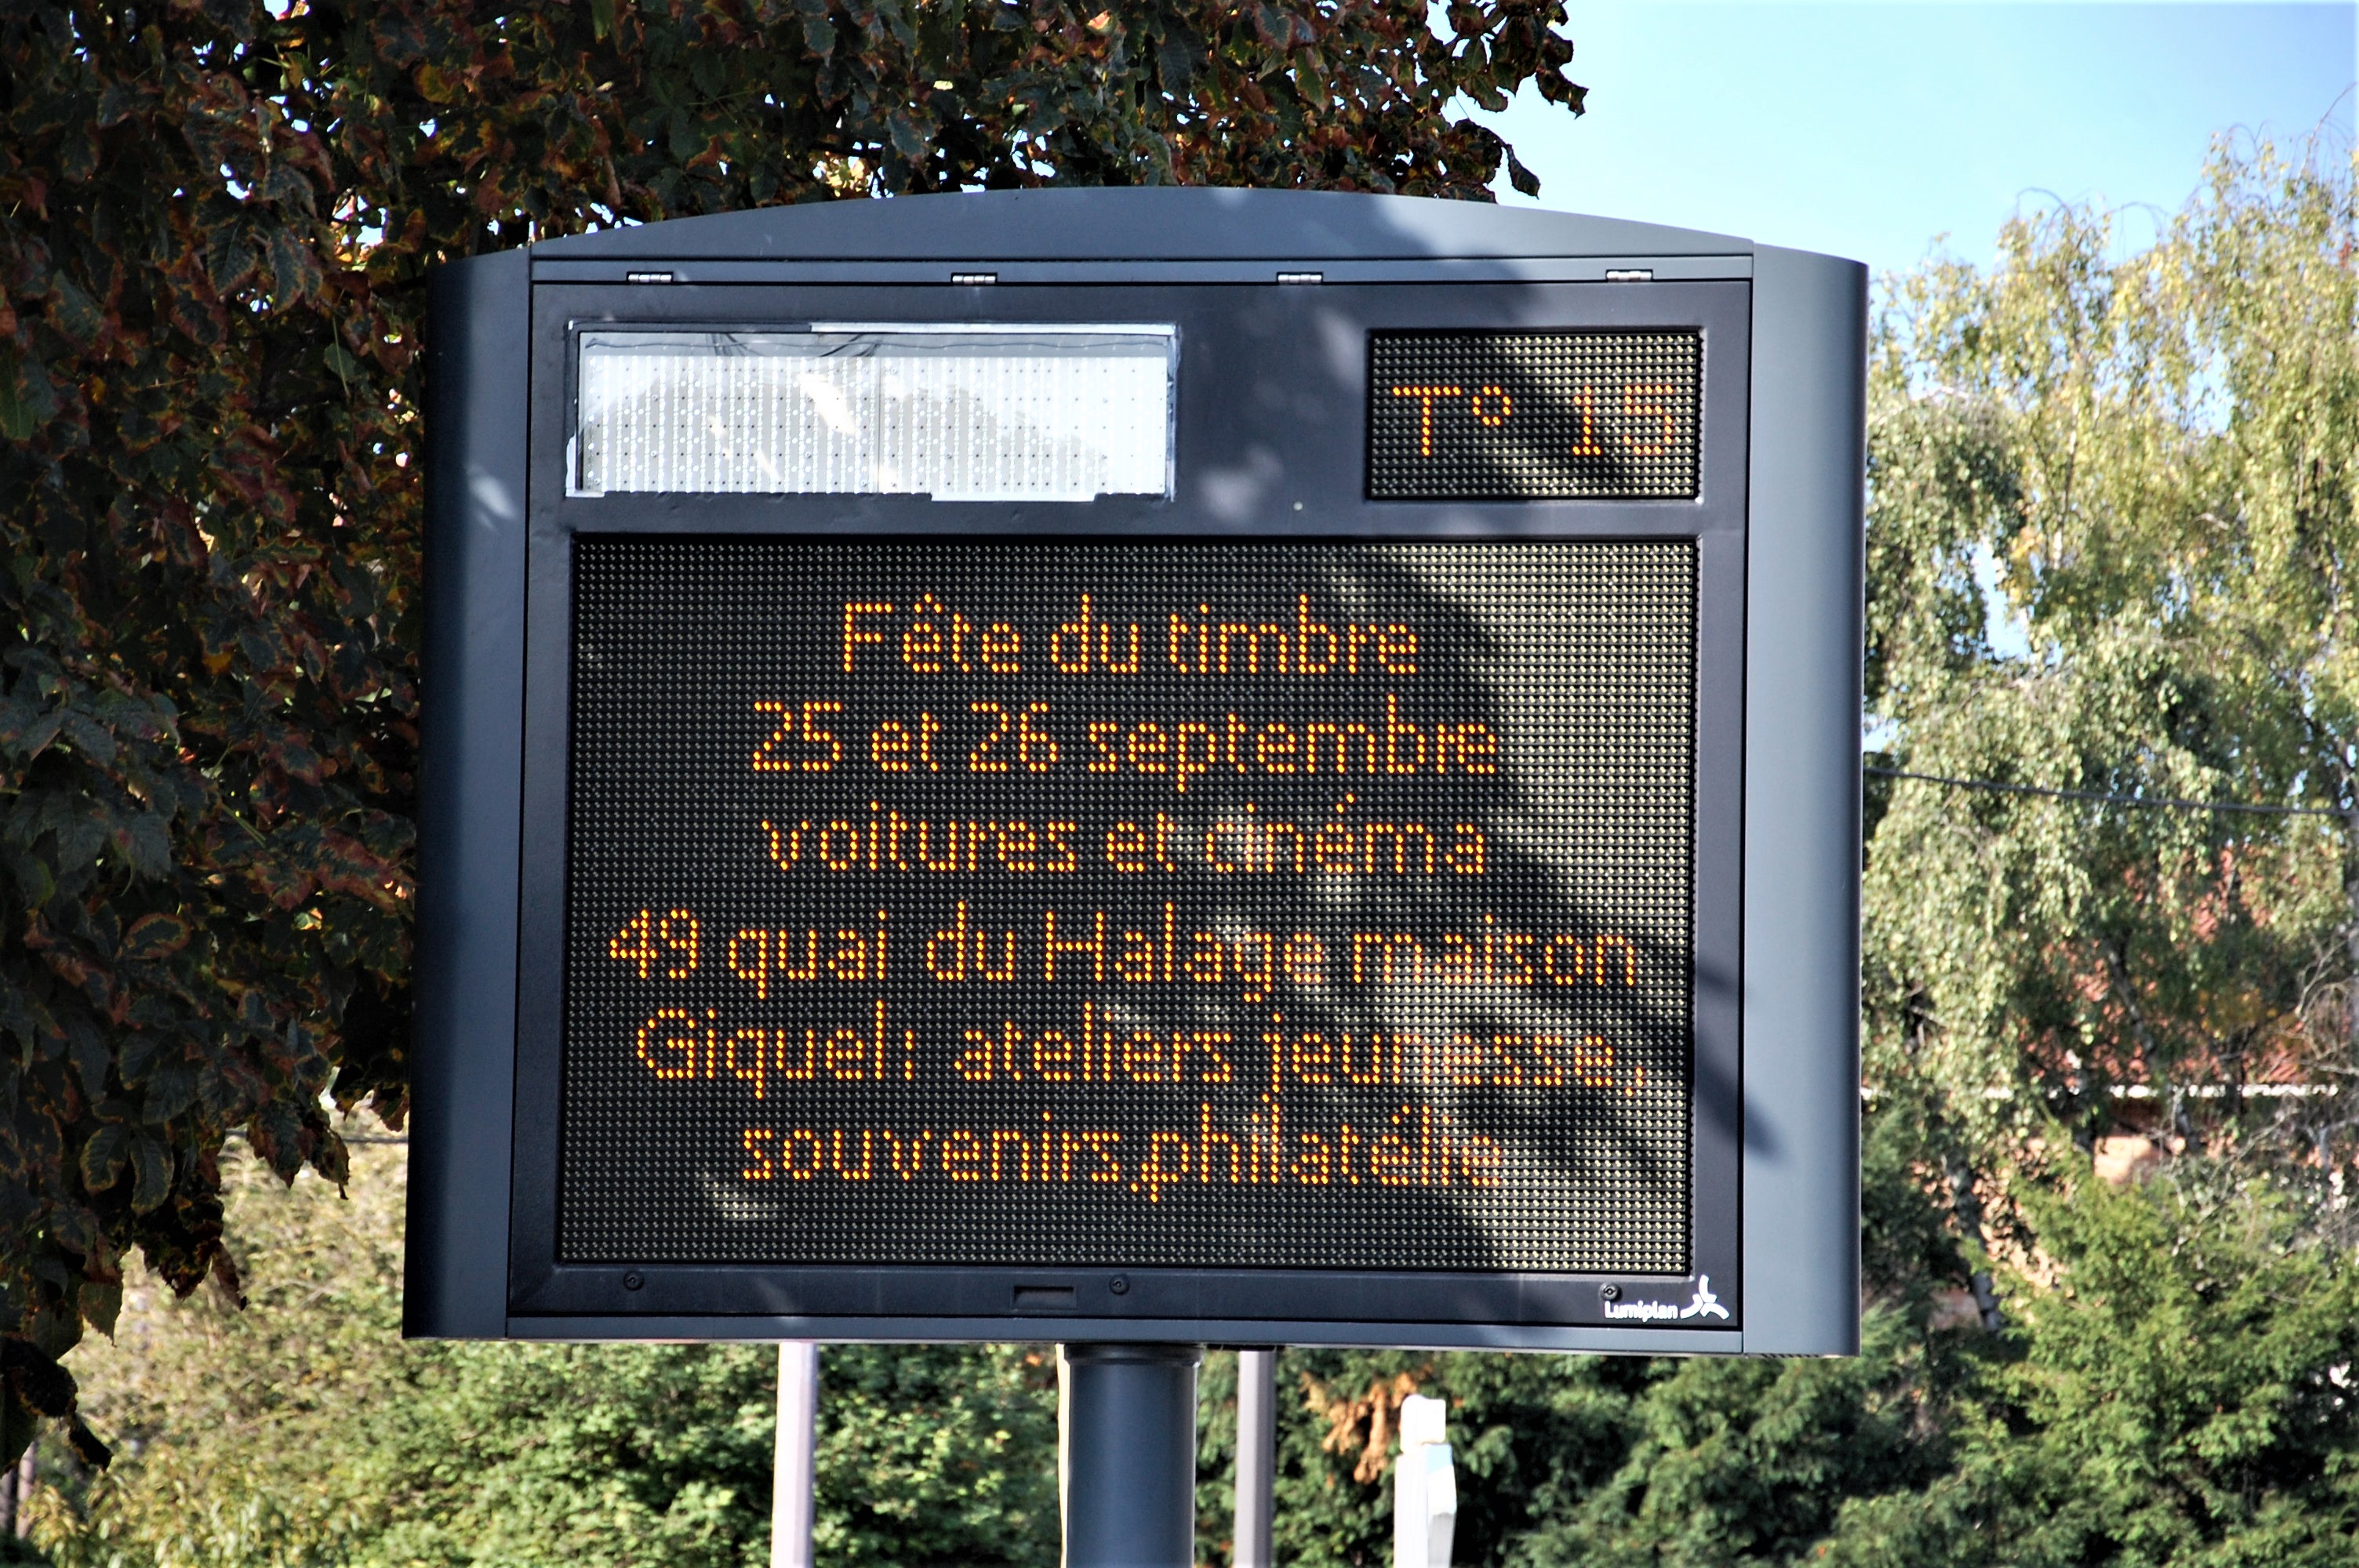 T° 15
Fête du timbre
25 et 26 septembre
voitures et cinéma
49 quai du Halage maison
Giquel: ateliers jeunesse,
souvenirs,philatélie
Lumiplan